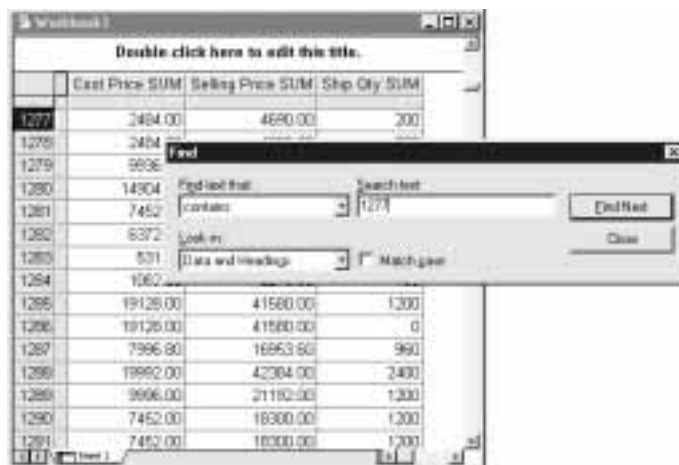 Workbook1
Double click here to edit this title.
Cost Price SUM Selling Price SUM Ship Qty SUM
1277 2484.00 4690.00 200
1278 2484
1279 9936
1280 14904
1281 7452
1282 6372
1283 531
1284 1062
1285 19128.00 41580.00 1200
1286 19128.00 41580.00 0
1287 7996.80 16953.60 960
1288 19992.00 42384.00 2400
1289 9996.00 21192.00 1200
1290 7452.00 18300.00 1200
1291 7452.00 18300.00 1200
Sheet 1
Find
Find text that:
contains
Search text
1277
Find Next
Look in:
Data and Headings
Match case
Close